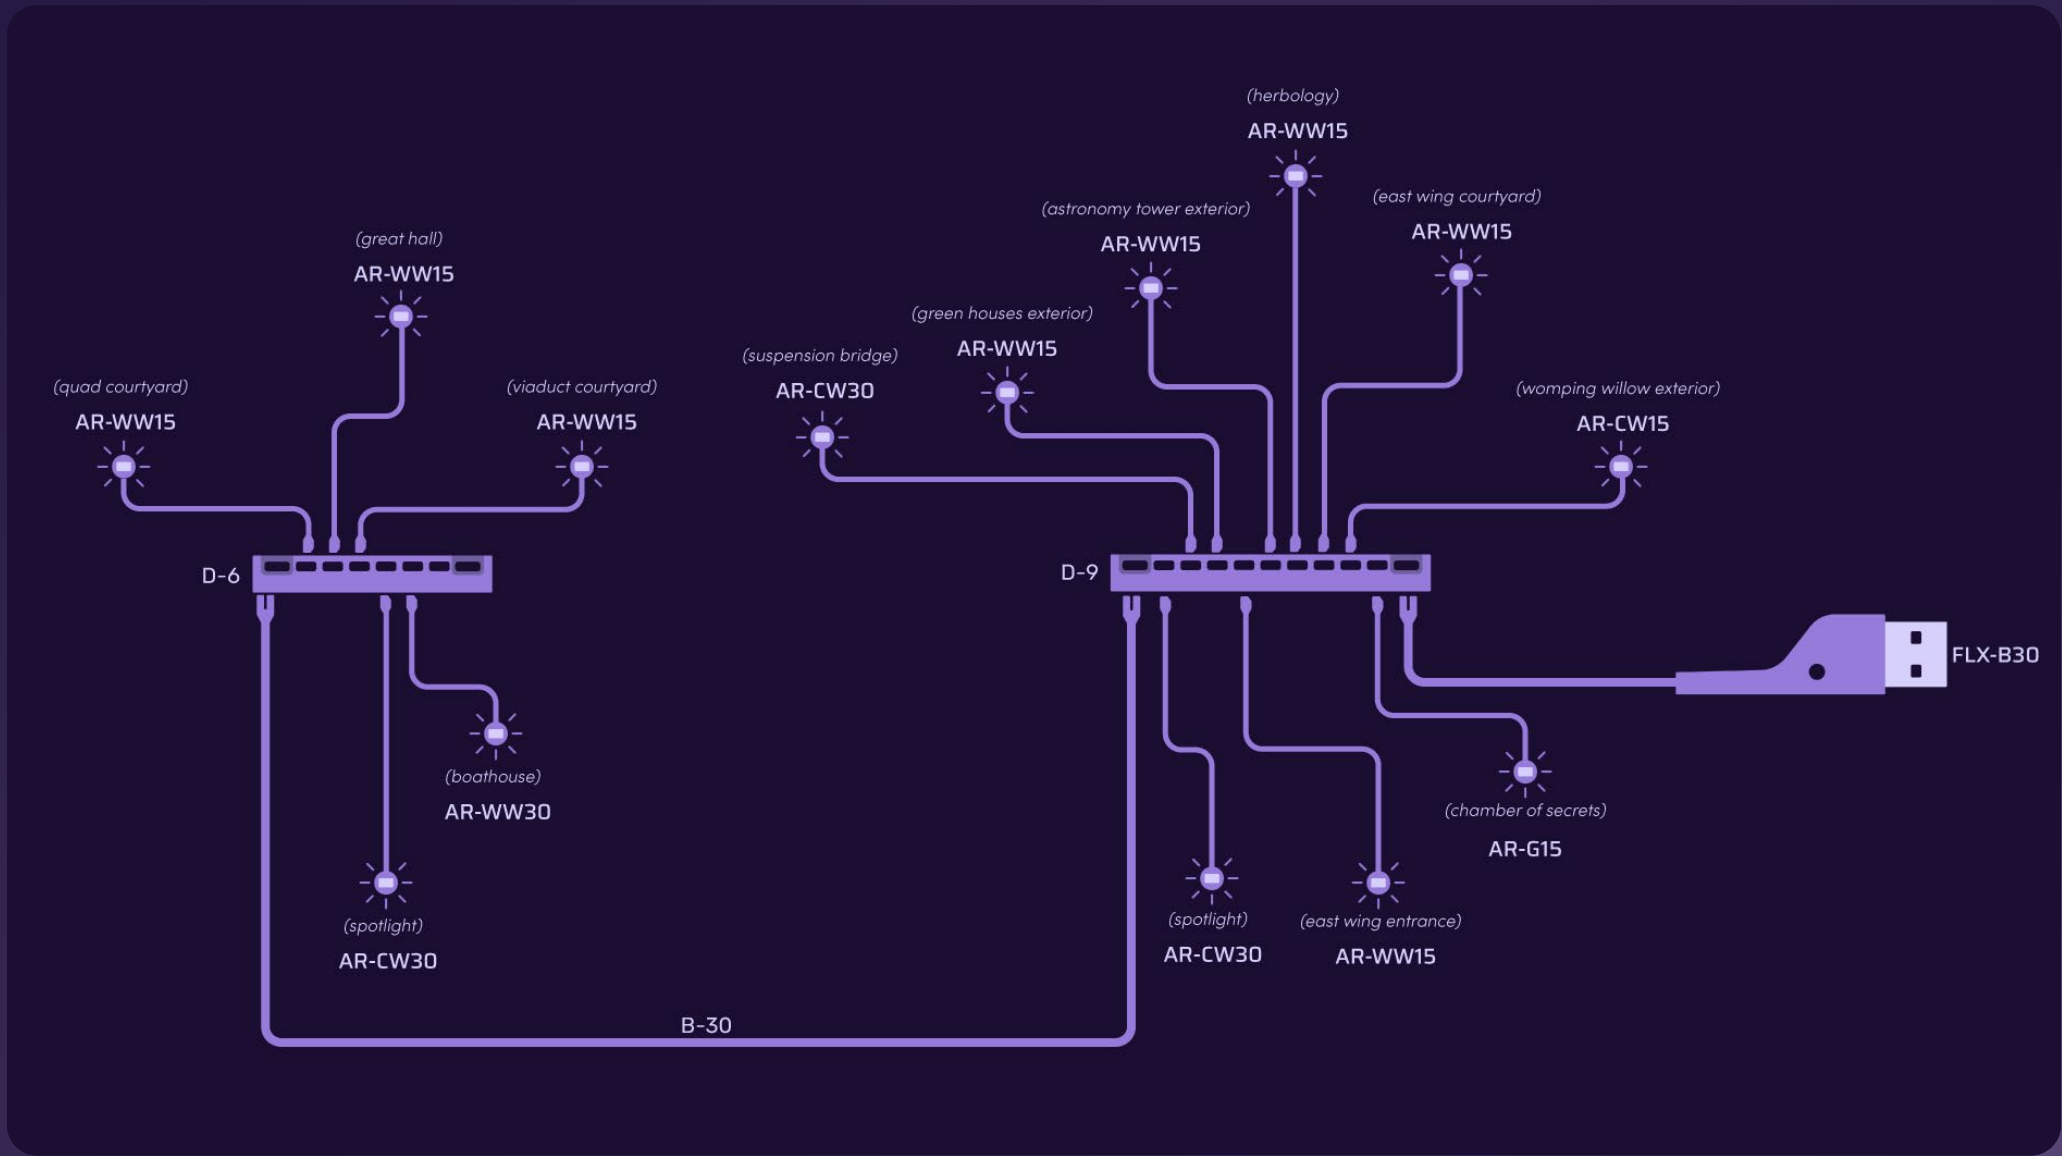 (herbology)
AR-WW15
(east wing courtyard)
AR-WW15
(astronomy tower exterior)
AR-WW15
(great hall)
AR-WW15
(green houses exterior)
AR-WW15
(suspension bridge)
AR-CW30
(quad courtyard)
AR-WW15
(viaduct courtyard)
AR-WW15
(womping willow exterior)
AR-CW15
D-6
D-9
FLX-B30
(boathouse)
AR-WW30
(chamber of secrets)
AR-G15
(spotlight)
AR-CW30
(spotlight)
AR-CW30
(east wing entrance)
AR-WW15
B-30